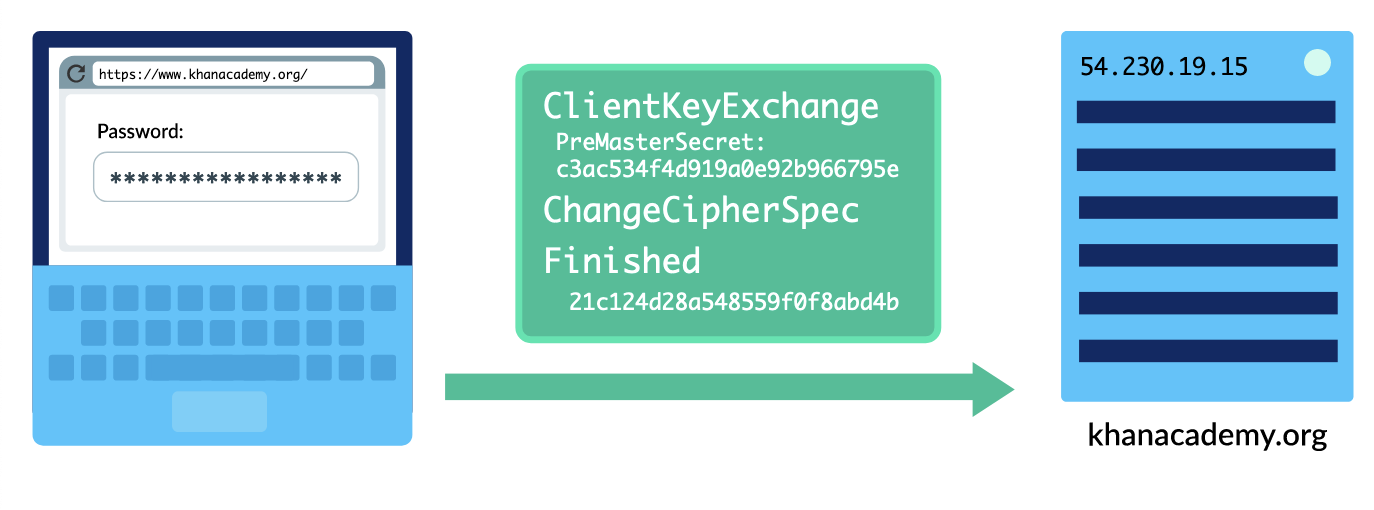 https://www.khanacademy.org/
Password:
*****************
ClientKeyExchange
PreMasterSecret:
c3ac534f4d919a0e92b966795e
ChangeCipherSpec
Finished
21c124d28a548559f0f8abd4b
54.230.19.15
khanacademy.org